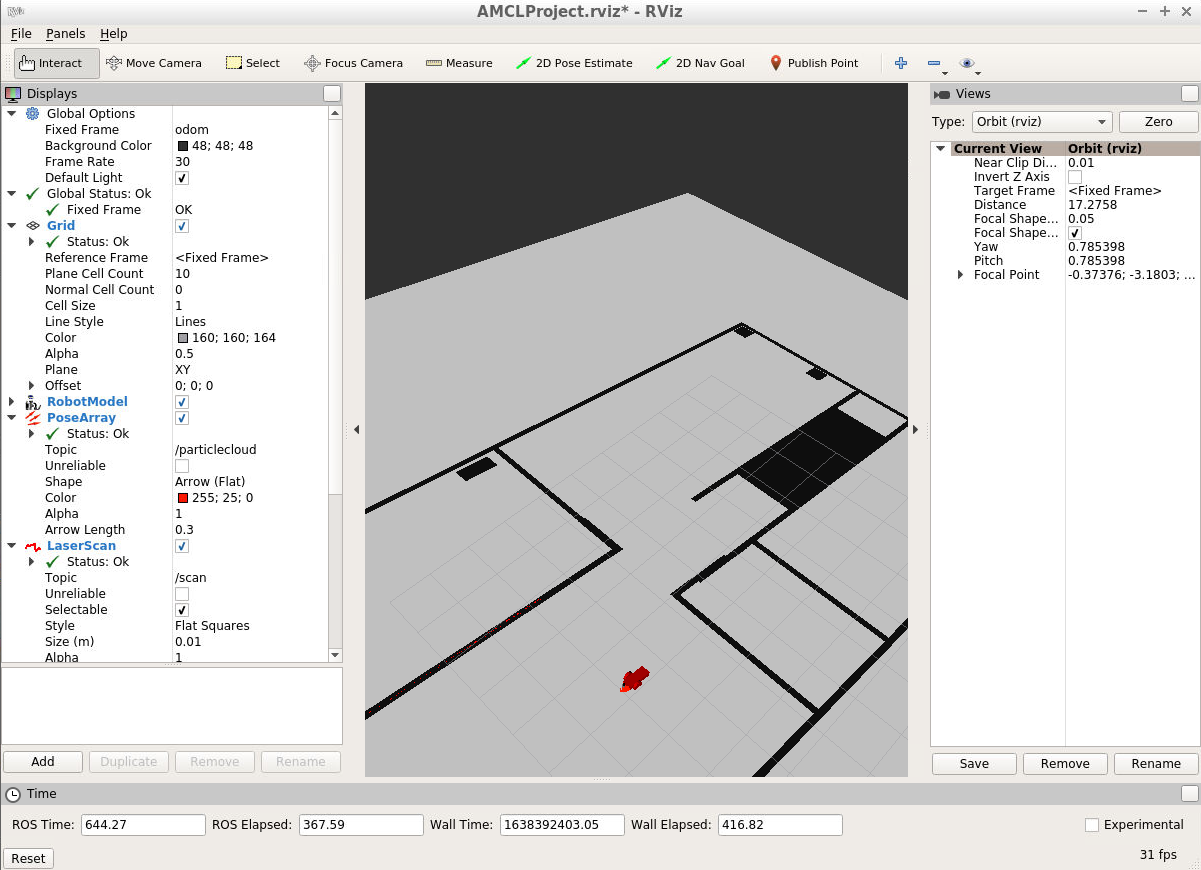 AMCLProject.rviz* - RViz
File Panels Help
Interact Move Camera Select Focus Camera Measure 2D Pose Estimate 2D Nav Goal Publish Point
Displays
Global Options
Fixed Frame odom
Background Color 48; 48; 48
Frame Rate 30
Default Light
Global Status: Ok
Fixed Frame OK
Grid
Status: Ok
Reference Frame <Fixed Frame>
Plane Cell Count 10
Normal Cell Count 0
Cell Size 1
Line Style Lines
Color 160; 160; 164
Alpha 0.5
Plane XY
Offset 0; 0; 0
RobotModel
PoseArray
Status: Ok
Topic /particlecloud
Unreliable
Shape Arrow (Flat)
Color 255; 25; 0
Alpha 1
Arrow Length 0.3
LaserScan
Status: Ok
Topic /scan
Unreliable
Selectable
Style Flat Squares
Size (m) 0.01
Alpha 1
Add Duplicate Remove Rename
Views
Type: Orbit (rviz) Zero
Current View Orbit (rviz)
Near Clip Di... 0.01
Invert Z Axis
Target Frame <Fixed Frame>
Distance 17.2758
Focal Shape... 0.05
Focal Shape...
Yaw 0.785398
Pitch 0.785398
Focal Point -0.37376; -3.1803; ...
Save Remove Rename
Time
ROS Time: 644.27 ROS Elapsed: 367.59 Wall Time: 1638392403.05 Wall Elapsed: 416.82 Experimental
Reset 31 fps